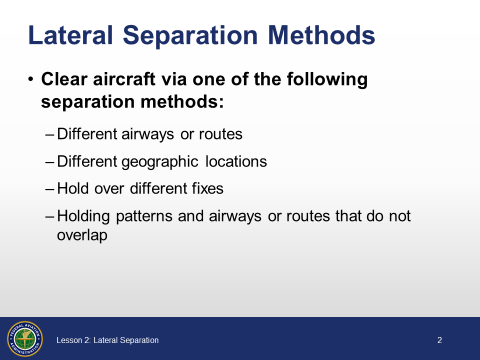 Lateral Separation Methods
• Clear aircraft via one of the following
separation methods:
– Different airways or routes
– Different geographic locations
– Hold over different fixes
– Holding patterns and airways or routes that do not
overlap
Lesson 2: Lateral Separation
2